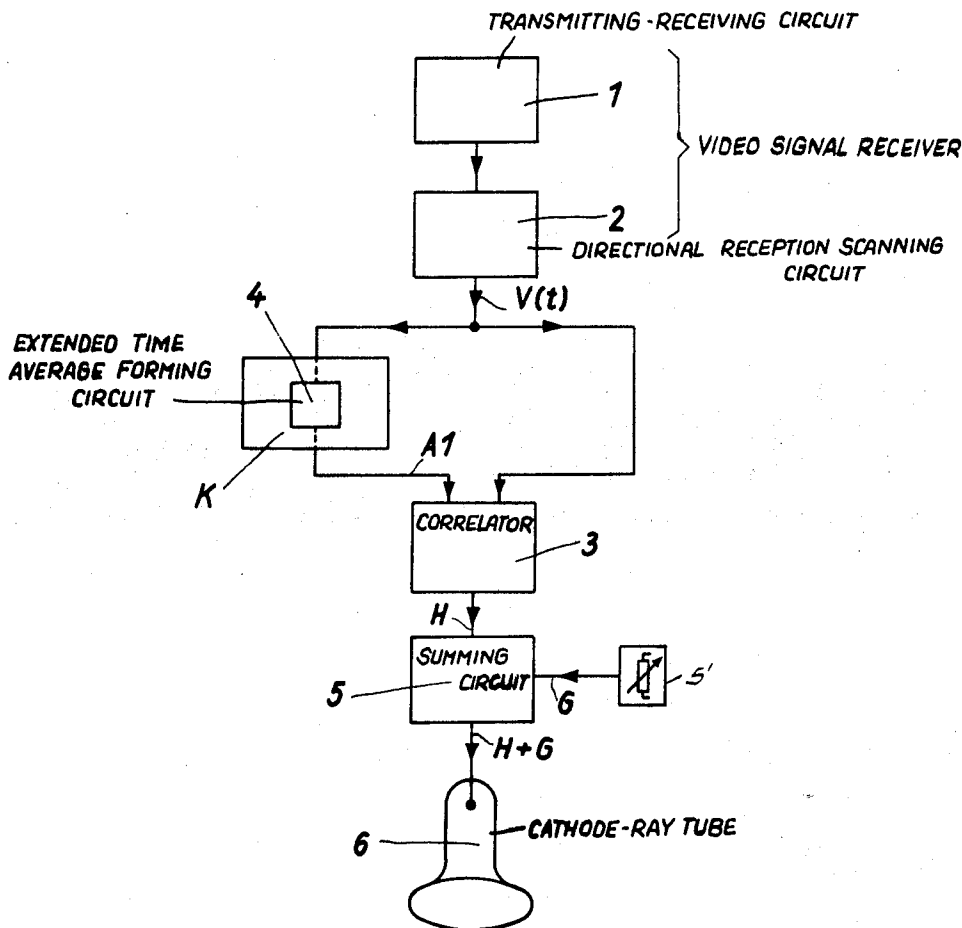 TRANSMITTING-RECEIVING CIRCUIT
1
VIDEO SIGNAL RECEIVER
2
DIRECTIONAL RECEPTION SCANNING
CIRCUIT
V(t)
4
EXTENDED TIME
AVERAGE FORMING
CIRCUIT
K
A1
CORRELATOR
3
H
SUMMING
CIRCUIT
5
G
5'
H+G
CATHODE-RAY TUBE
6